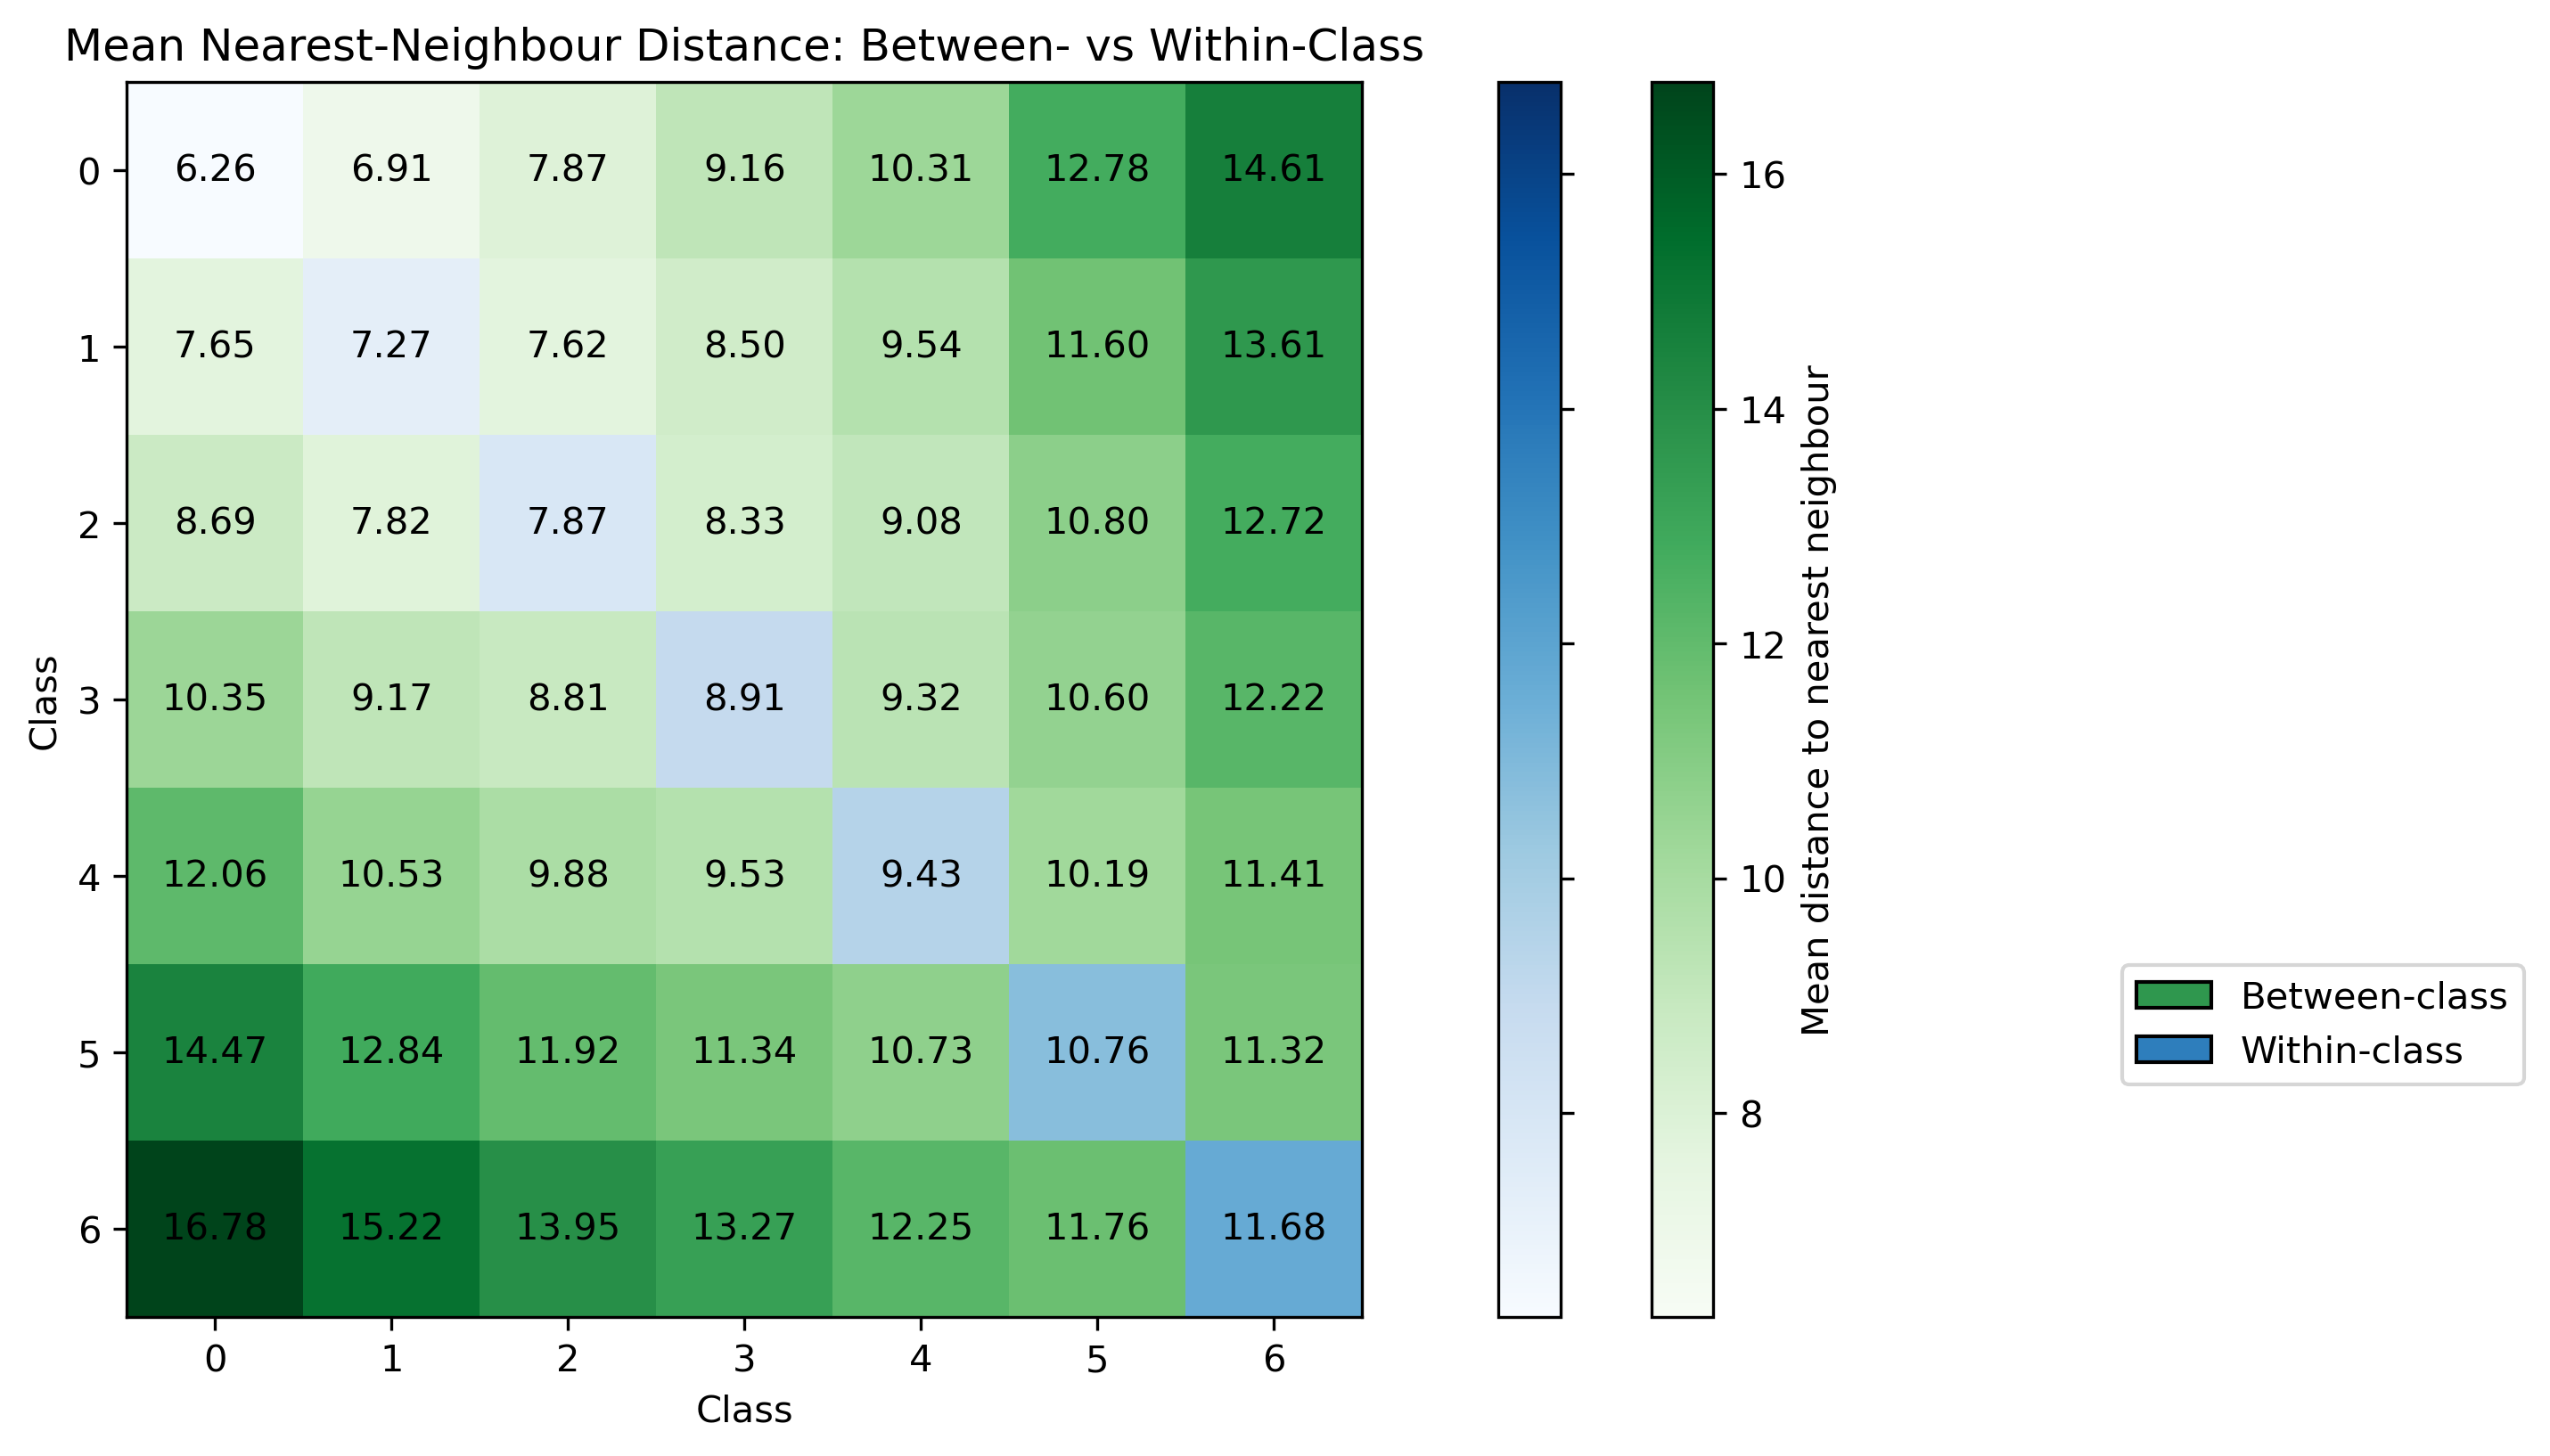 Mean Nearest-Neighbour Distance: Between- vs Within-Class
0 6.26 6.91 7.87 9.16 10.31 12.78 14.61
1 7.65 7.27 7.62 8.50 9.54 11.60 13.61
2 8.69 7.82 7.87 8.33 9.08 10.80 12.72
3 10.35 9.17 8.81 8.91 9.32 10.60 12.22
4 12.06 10.53 9.88 9.53 9.43 10.19 11.41
5 14.47 12.84 11.92 11.34 10.73 10.76 11.32
6 16.78 15.22 13.95 13.27 12.25 11.76 11.68
0 1 2 3 4 5 6
Class
Class
16
14
12
10
8
Mean distance to nearest neighbour
Between-class
Within-class